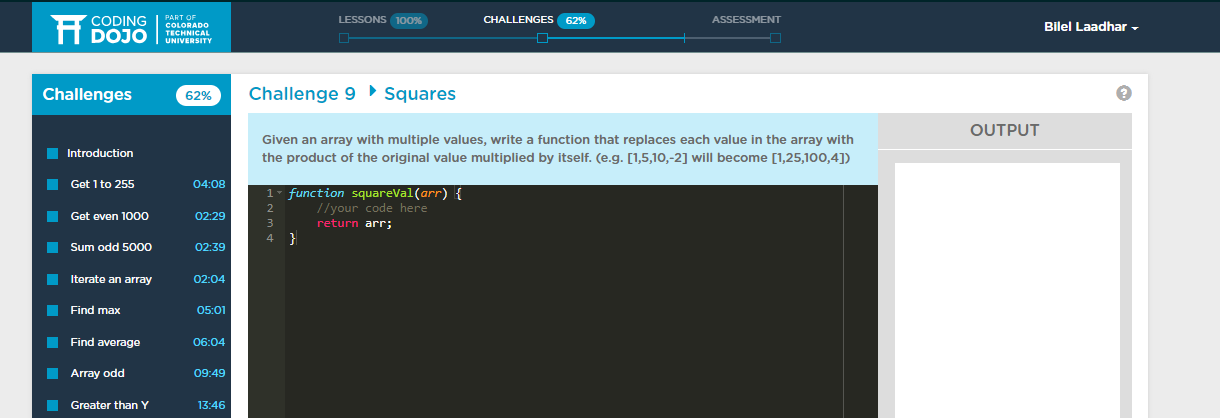 CODING
DOJO
PART OF
COLORADO
TECHNICAL
UNIVERSITY
LESSONS 100%
CHALLENGES 62%
ASSESSMENT
Bilel Laadhar
Challenges 62%
Introduction
Get 1 to 255 04:08
Get even 1000 02:29
Sum odd 5000 02:39
Iterate an array 02:04
Find max 05:01
Find average 06:04
Array odd 09:49
Greater than Y 13:46
Challenge 9 Squares
?
Given an array with multiple values, write a function that replaces each value in the array with
the product of the original value multiplied by itself. (e.g. [1,5,10,-2] will become [1,25,100,4])
1 function squareVal(arr) {
2 //your code here
3 return arr;
4 }
OUTPUT